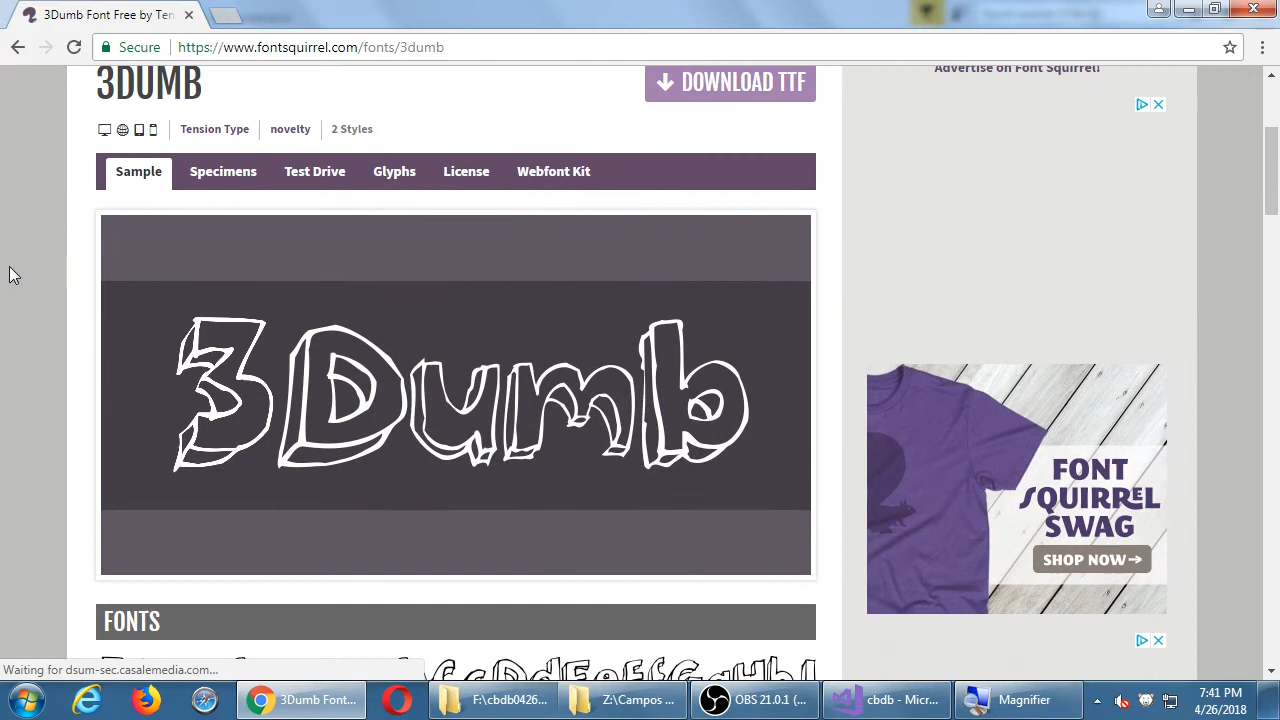 3Dumb Font Free by Ten
Secure https://www.fontsquirrel.com/fonts/3dumb
3DUMB
DOWNLOAD TTF
Advertise on Font Squirrel!
Tension Type novelty 2 Styles
Sample Specimens Test Drive Glyphs License Webfont Kit
3Dumb
FONT
SQUIRREL
SWAG
SHOP NOW→
FONTS
Waiting for dsum-sec.casalemedia.com...
3Dumb Font... F:\cbdb0426... Z:\Campos ... OBS 21.0.1 (... cbdb - Micr... Magnifier
7:41 PM
4/26/2018